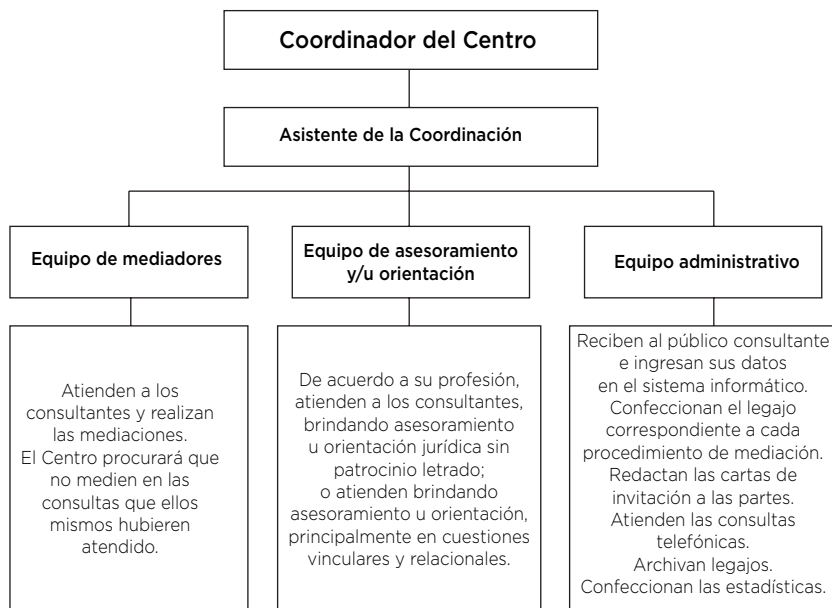 Coordinador del Centro
Asistente de la Coordinación
Equipo de mediadores
Equipo de asesoramiento
y/u orientación
Equipo administrativo
Atienden a los
consultantes y realizan
las mediaciones.
El Centro procurará que
no medien en las
consultas que ellos
mismos hubieren
atendido.
De acuerdo a su profesión,
atienden a los consultantes,
brindando asesoramiento
u orientación jurídica sin
patrocinio letrado;
o atienden brindando
asesoramiento u orientación,
principalmente en cuestiones
vinculares y relacionales.
Reciben al público consultante
e ingresan sus datos
en el sistema informático.
Confeccionan el legajo
correspondiente a cada
procedimiento de mediación.
Redactan las cartas de
invitación a las partes.
Atienden las consultas
telefónicas.
Archivan legajos.
Confeccionan las estadísticas.